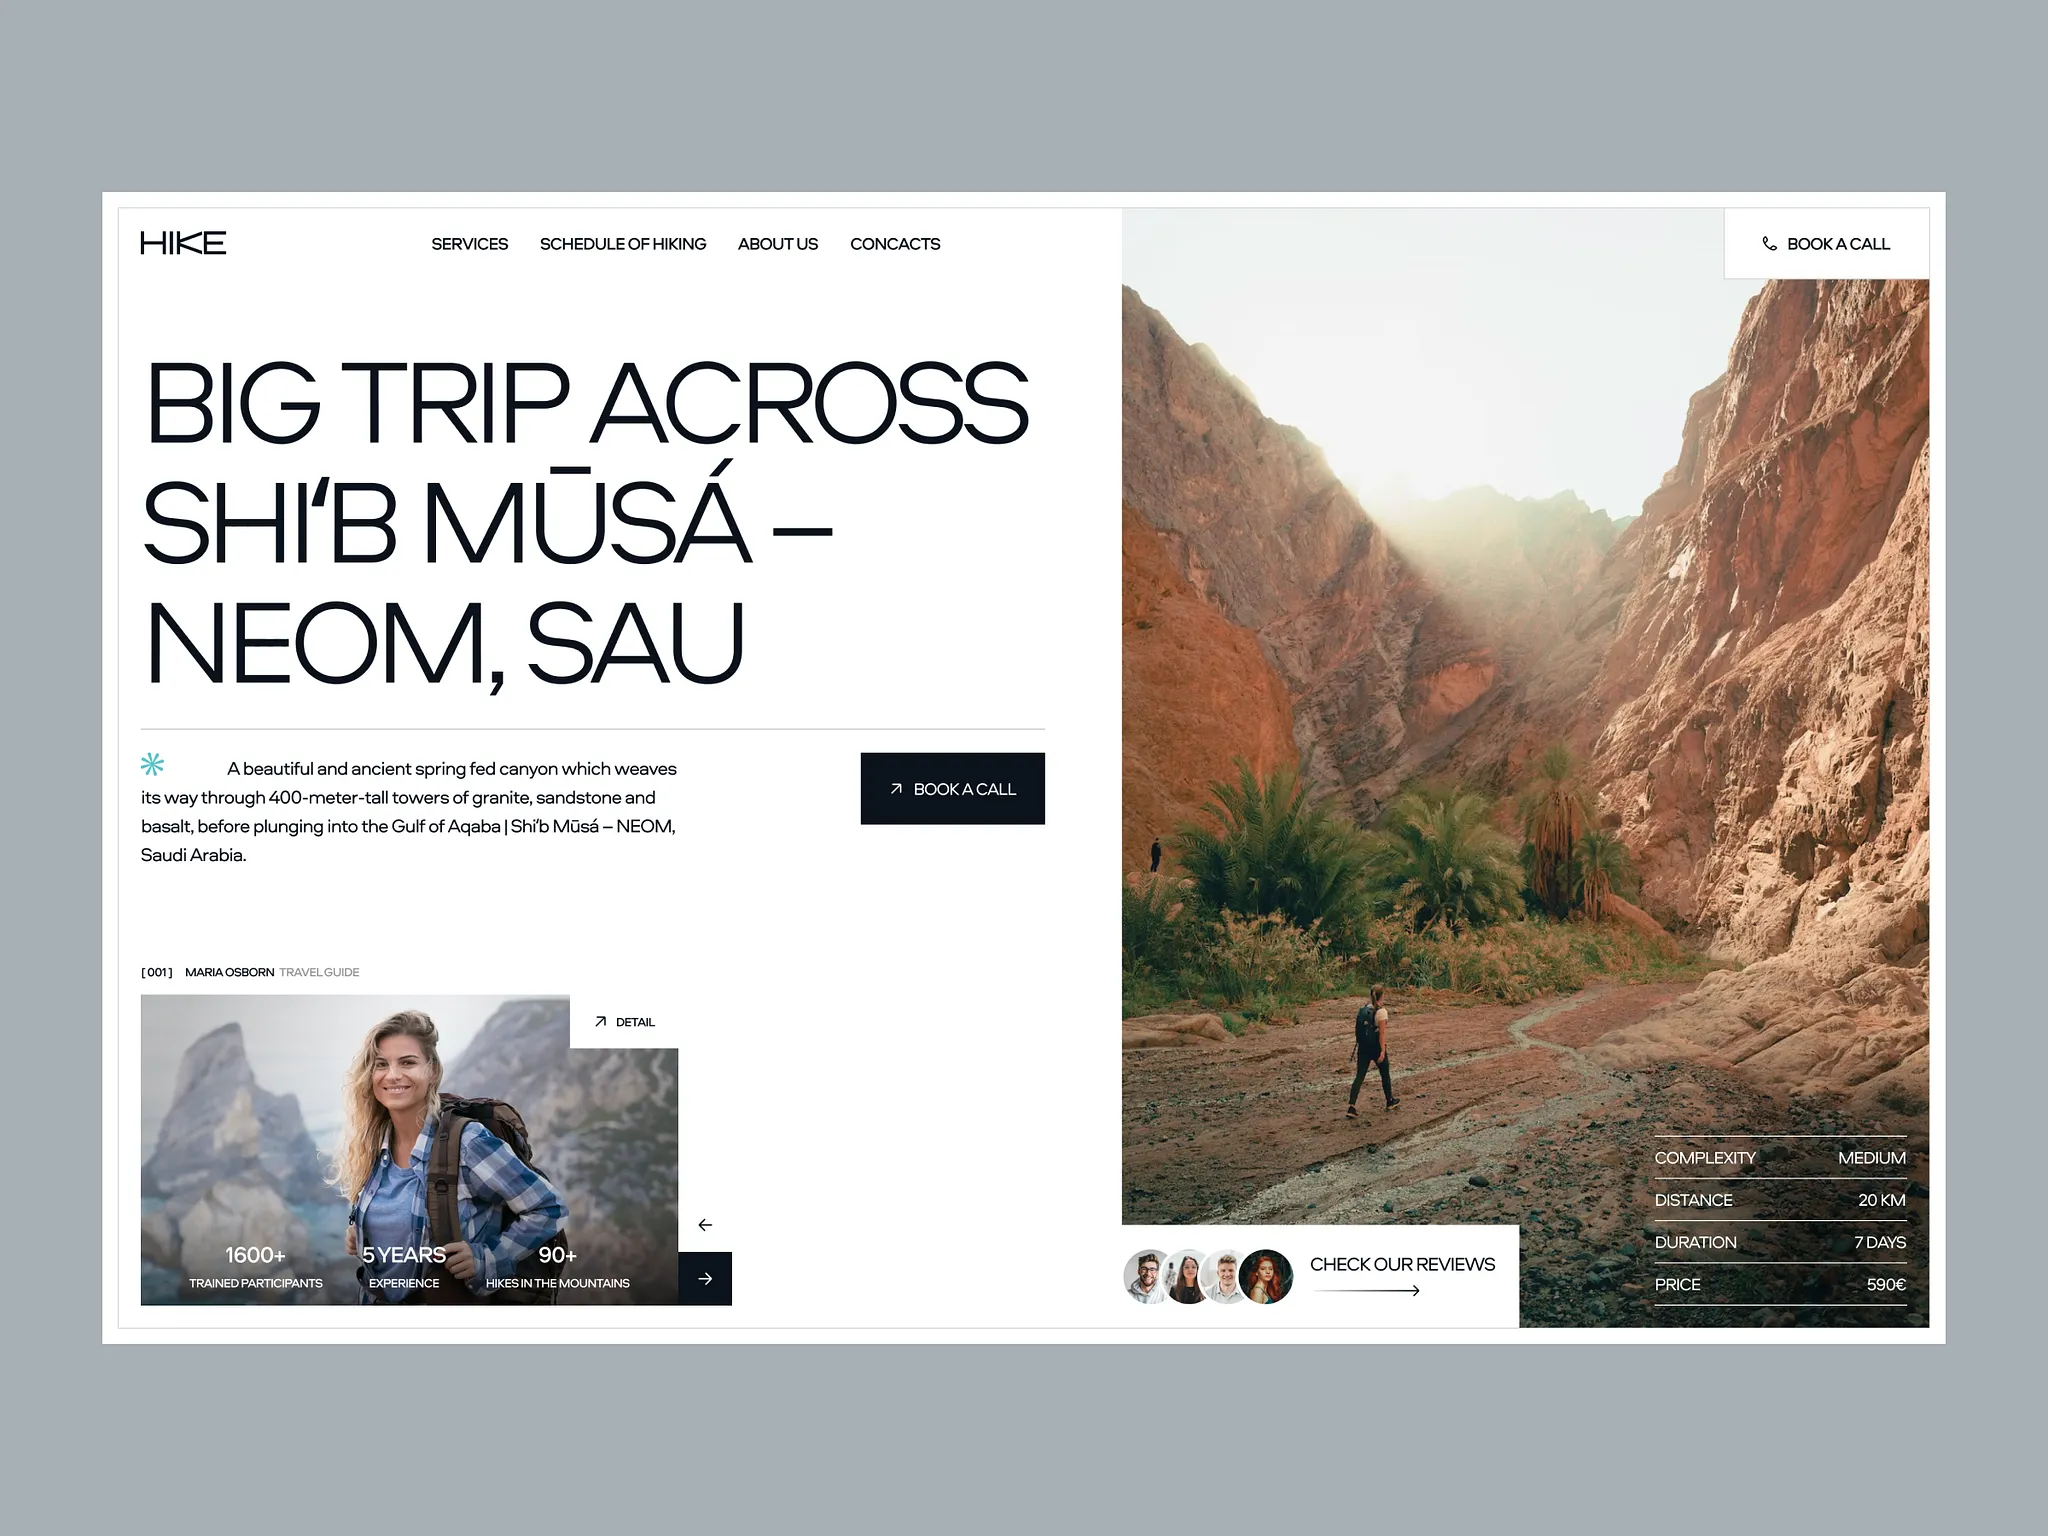 HIKE
SERVICES
SCHEDULE OF HIKING
ABOUT US
CONCACTS
BOOK A CALL
BIG TRIP ACROSS
SHI‘B MŪSÁ –
NEOM, SAU
A beautiful and ancient spring fed canyon which weaves
its way through 400-meter-tall towers of granite, sandstone and
basalt, before plunging into the Gulf of Aqaba | Shi‘b Mūsá – NEOM,
Saudi Arabia.
BOOK A CALL
[ 001 ] MARIA OSBORN TRAVEL GUIDE
DETAIL
1600+
TRAINED PARTICIPANTS
5 YEARS
EXPERIENCE
90+
HIKES IN THE MOUNTAINS
CHECK OUR REVIEWS
COMPLEXITY MEDIUM
DISTANCE 20 KM
DURATION 7 DAYS
PRICE 590€